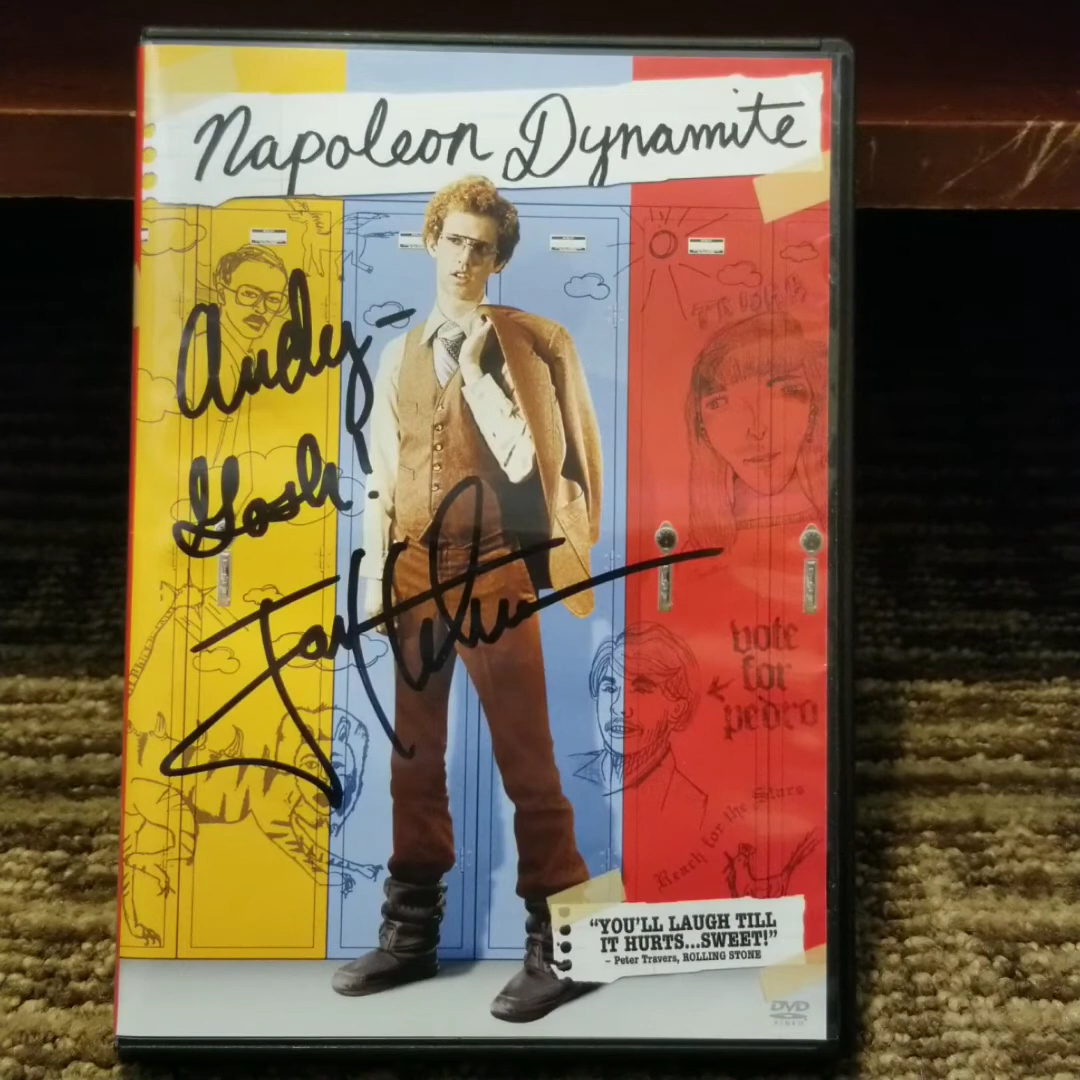 Napoleon Dynamite
Andy-
Gosh!
vote
for
pedro
Reach for the Stars
"YOU'LL LAUGH TILL
IT HURTS...SWEET!"
– Peter Travers, ROLLING STONE
DVD
VIDEO